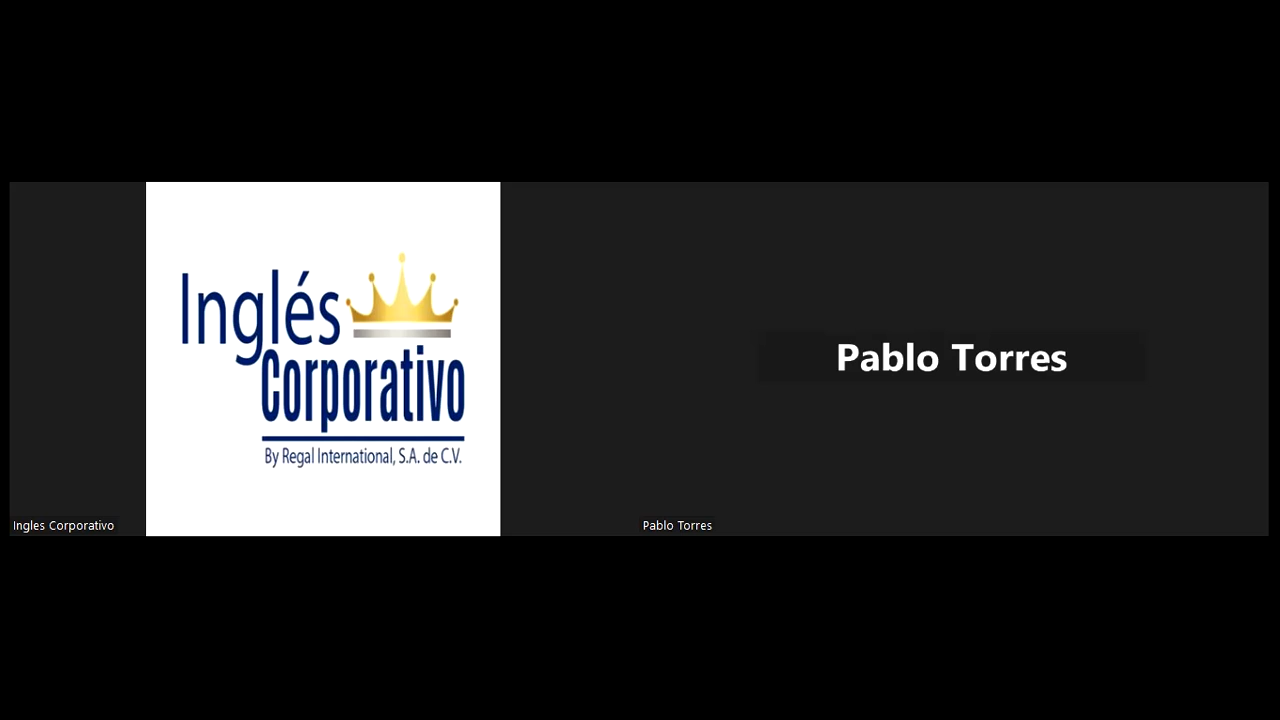 Inglés
Corporativo
By Regal International, S.A. de C.V.
Ingles Corporativo
Pablo Torres
Pablo Torres